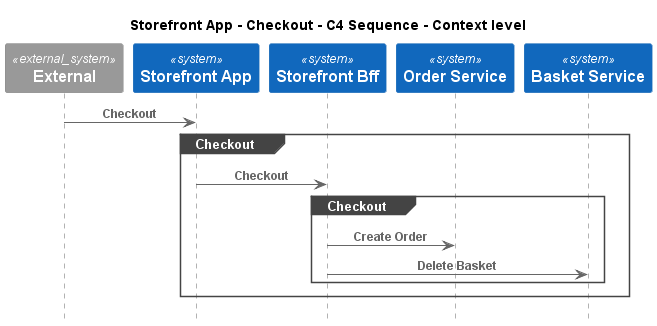 Storefront App - Checkout - C4 Sequence - Context level
«external_system»
External
«system»
Storefront App
«system»
Storefront Bff
«system»
Order Service
«system»
Basket Service
Checkout
Checkout
Checkout
Checkout
Create Order
Delete Basket